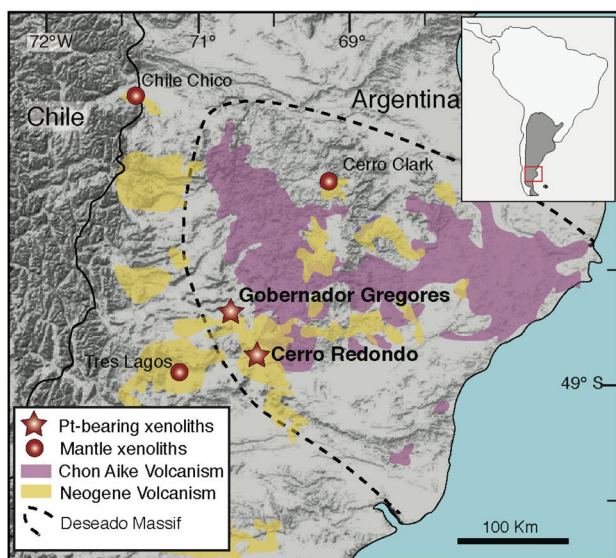 72°W
71
69
Chile Chico
Chile
Argentina
Cerro Clark
Gobernador Gregores
Cerro Redondo
Tres Lagos
49° S
Pt-bearing xenoliths
Mantle xenoliths
Chon Aike Volcanism
Neogene Volcanism
Deseado Massif
100 Km